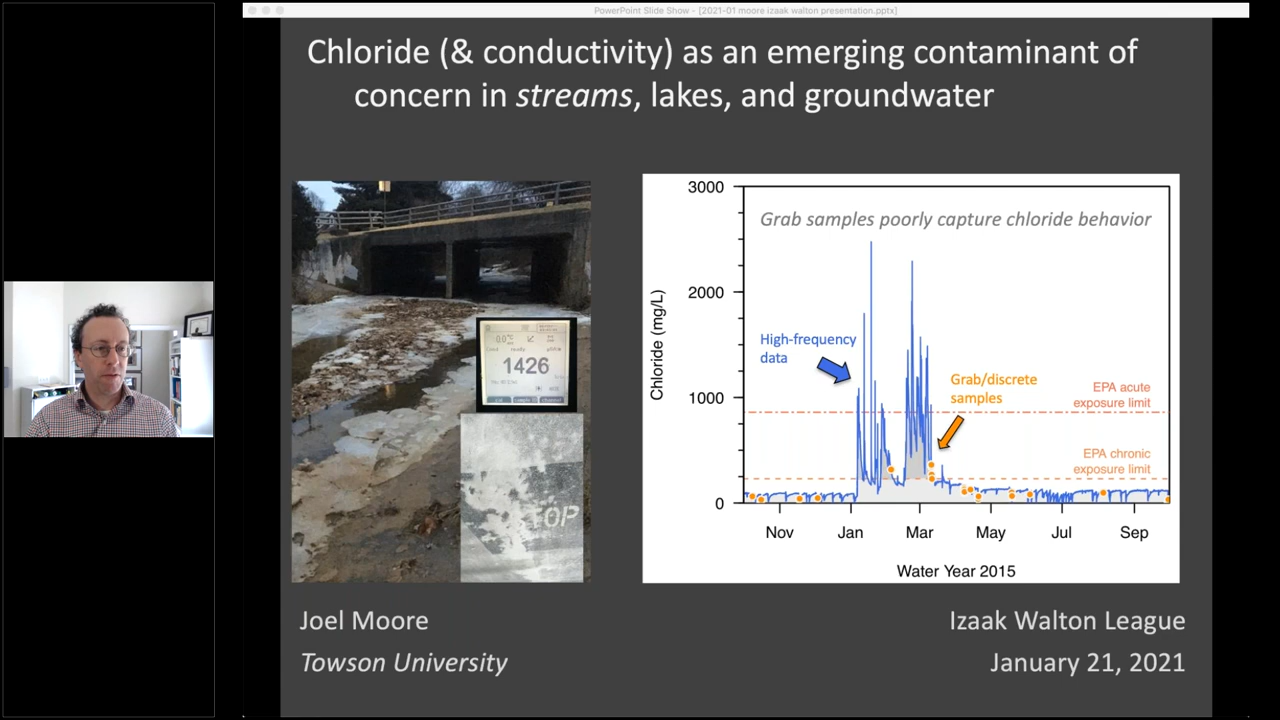 PowerPoint Slide Show - [2021-01 moore izaak walton presentation.pptx]
Chloride (& conductivity) as an emerging contaminant of
concern in streams, lakes, and groundwater
1426
STOP
3000
2000
1000
0
Chloride (mg/L)
Grab samples poorly capture chloride behavior
High-frequency
data
Grab/discrete
samples
EPA acute
exposure limit
EPA chronic
exposure limit
Nov
Jan
Mar
May
Jul
Sep
Water Year 2015
Joel Moore
Towson University
Izaak Walton League
January 21, 2021